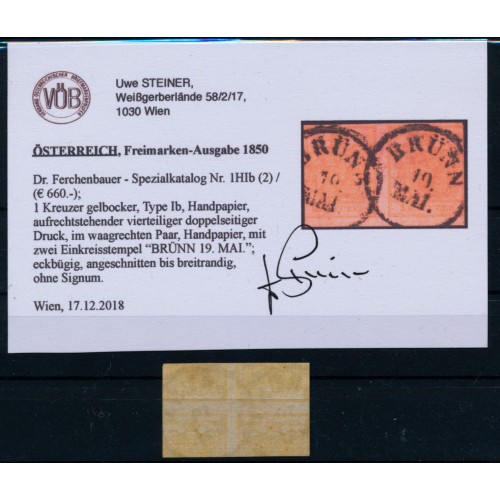 VÖB
Uwe STEINER,
Weißgerberlände 58/2/17,
1030 Wien
ÖSTERREICH, Freimarken-Ausgabe 1850
Dr. Ferchenbauer - Spezialkatalog Nr. 1HIb (2) /
(€ 660.-);
1 Kreuzer gelbocker, Type Ib, Handpapier,
aufrechtstehender vierteiliger doppelseitiger
Druck, im waagrechten Paar, Handpapier, mit
zwei Einkreisstempel “BRÜNN 19. MAI.”;
eckbügig, angeschnitten bis breitrandig,
ohne Signum.
Wien, 17.12.2018
BRÜNN
19.
MAI.